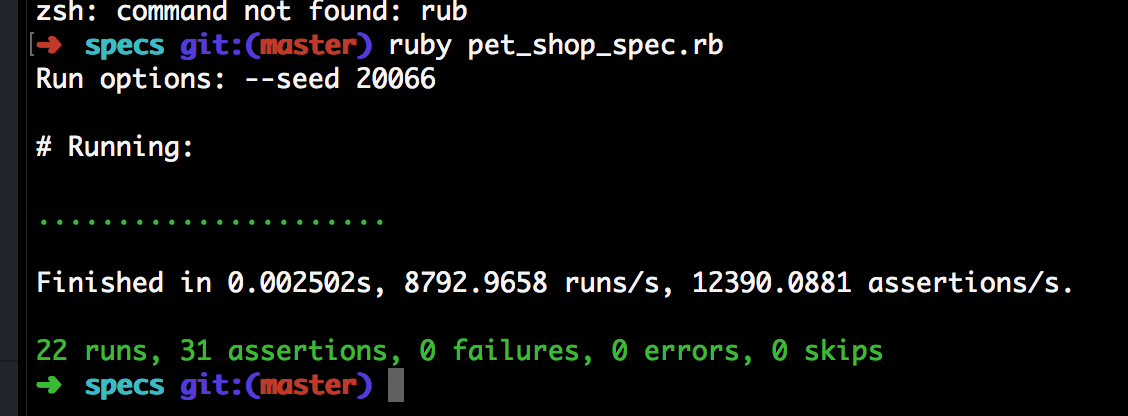 zsh: command not found: rub
[➜  specs git:(master) ruby pet_shop_spec.rb
Run options: --seed 20066
# Running:
......................
Finished in 0.002502s, 8792.9658 runs/s, 12390.0881 assertions/s.
22 runs, 31 assertions, 0 failures, 0 errors, 0 skips
➜  specs git:(master)